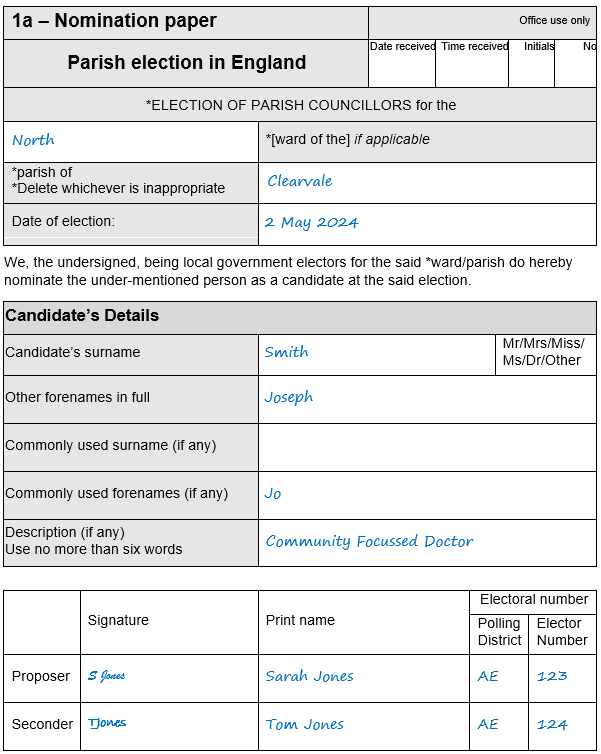 1a – Nomination paper
Office use only
Parish election in England
Date received
Time received
Initials
No
*ELECTION OF PARISH COUNCILLORS for the
North
*[ward of the] if applicable
*parish of
*Delete whichever is inappropriate
Clearvale
Date of election:
2 May 2024
We, the undersigned, being local government electors for the said *ward/parish do hereby
nominate the under-mentioned person as a candidate at the said election.
Candidate’s Details
Candidate’s surname
Smith
Mr/Mrs/Miss/
Ms/Dr/Other
Other forenames in full
Joseph
Commonly used surname (if any)
Commonly used forenames (if any)
Jo
Description (if any)
Use no more than six words
Community Focussed Doctor
Signature
Print name
Electoral number
Polling
District
Elector
Number
Proposer
S Jones
Sarah Jones
AE
123
Seconder
TJones
Tom Jones
AE
124